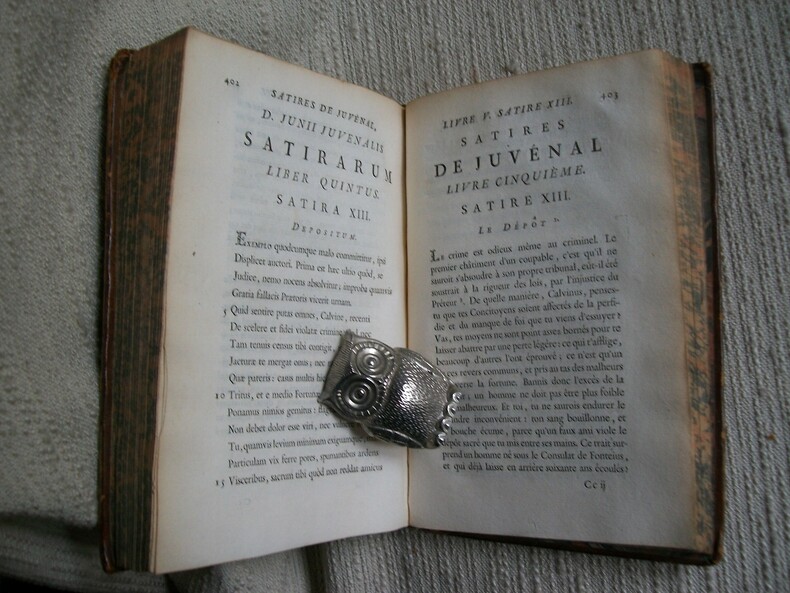 402
SATIRES DE JUVÉNAL,
D. JUNII JUVENALIS
SATIRARUM
LIBER QUINTUS.
SATIRA XIII.
DEPOSITUM.
EXEMPLO quodcumque malo committitur, ipsi
Displicet auctori. Prima est hæc ultio quòd, se
Judice, nemo nocens absolvitur; improba quamvis
Gratia fallacis Prætoris vicerit urnam.
5 Quid sentire putas omnes, Calvine, recenti
De scelere et fidei violatæ crimine? nec
Tam tenuis census tibi contigit,
Jacturæ te mergat onus; nec
Quæ pateris: casus multis
10 Tritus, et e medio Fortunæ
Ponamus nimios gemitus:
Non debet dolor esse viri, nec
Tu, quamvis levium minimam exiguamque
Particulam vix ferre potes, spumantibus ardens
15 Visceribus, sacrum tibi quòd non reddat amicus
LIVRE V. SATIRE XIII. 403
SATIRES
DE JUVÉNAL
LIVRE CINQUIÈME.
SATIRE XIII.
LE DÉPÔT
LE crime est odieux même au criminel. Le
premier châtiment d'un coupable, c'est qu'il ne
sauroit s'absoudre à son propre tribunal, eût-il été
soustrait à la rigueur des lois, par l'injustice du
Préteur. De quelle manière, Calvinus, penses-
tu que tes Concitoyens soient affectés de la perfi-
die et du manque de foi que tu viens d'essuyer?
Vas, tes moyens ne sont point assez bornés pour te
laisser abattre par une perte légère: ce qui t'afflige,
beaucoup d'autres l'ont éprouvé; ce n'est qu'un
revers communs, et pris au tas des malheurs
verse la fortune. Bannis donc l'excès de la
; un homme ne doit pas être plus foible
malheureux. Et toi, tu ne saurois endurer le
inconvénient: ton sang bouillonne, et
bouche écume, parce qu'un faux ami viole le
dépôt sacré que tu mis entre ses mains. Ce trait sur-
prend un homme né sous le Consulat de Fonteius,
et qui déjà laisse en arrière soixante ans écoulés?
Cc ij